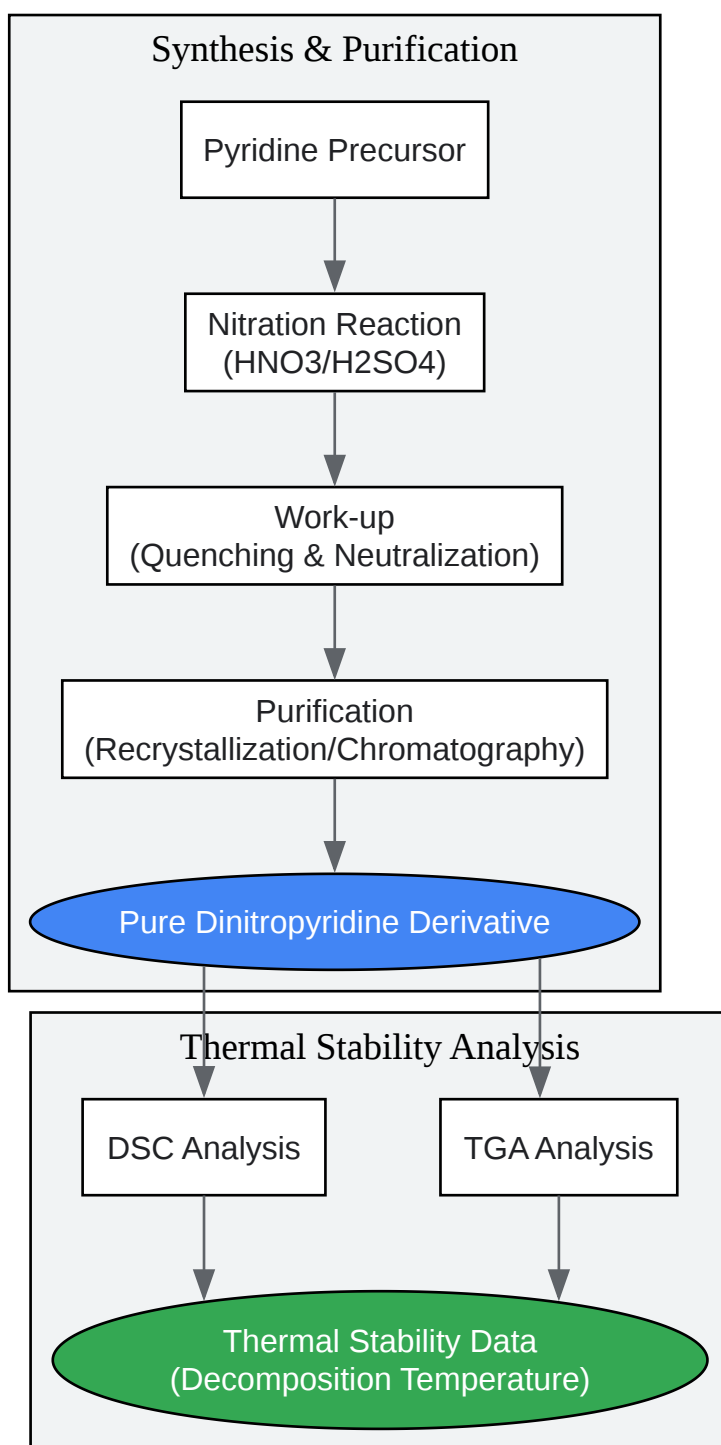 Synthesis & Purification
Pyridine Precursor
Nitration Reaction
(HNO3/H2SO4)
Work-up
(Quenching & Neutralization)
Purification
(Recrystallization/Chromatography)
Pure Dinitropyridine Derivative
Thermal Stability Analysis
DSC Analysis
TGA Analysis
Thermal Stability Data
(Decomposition Temperature)